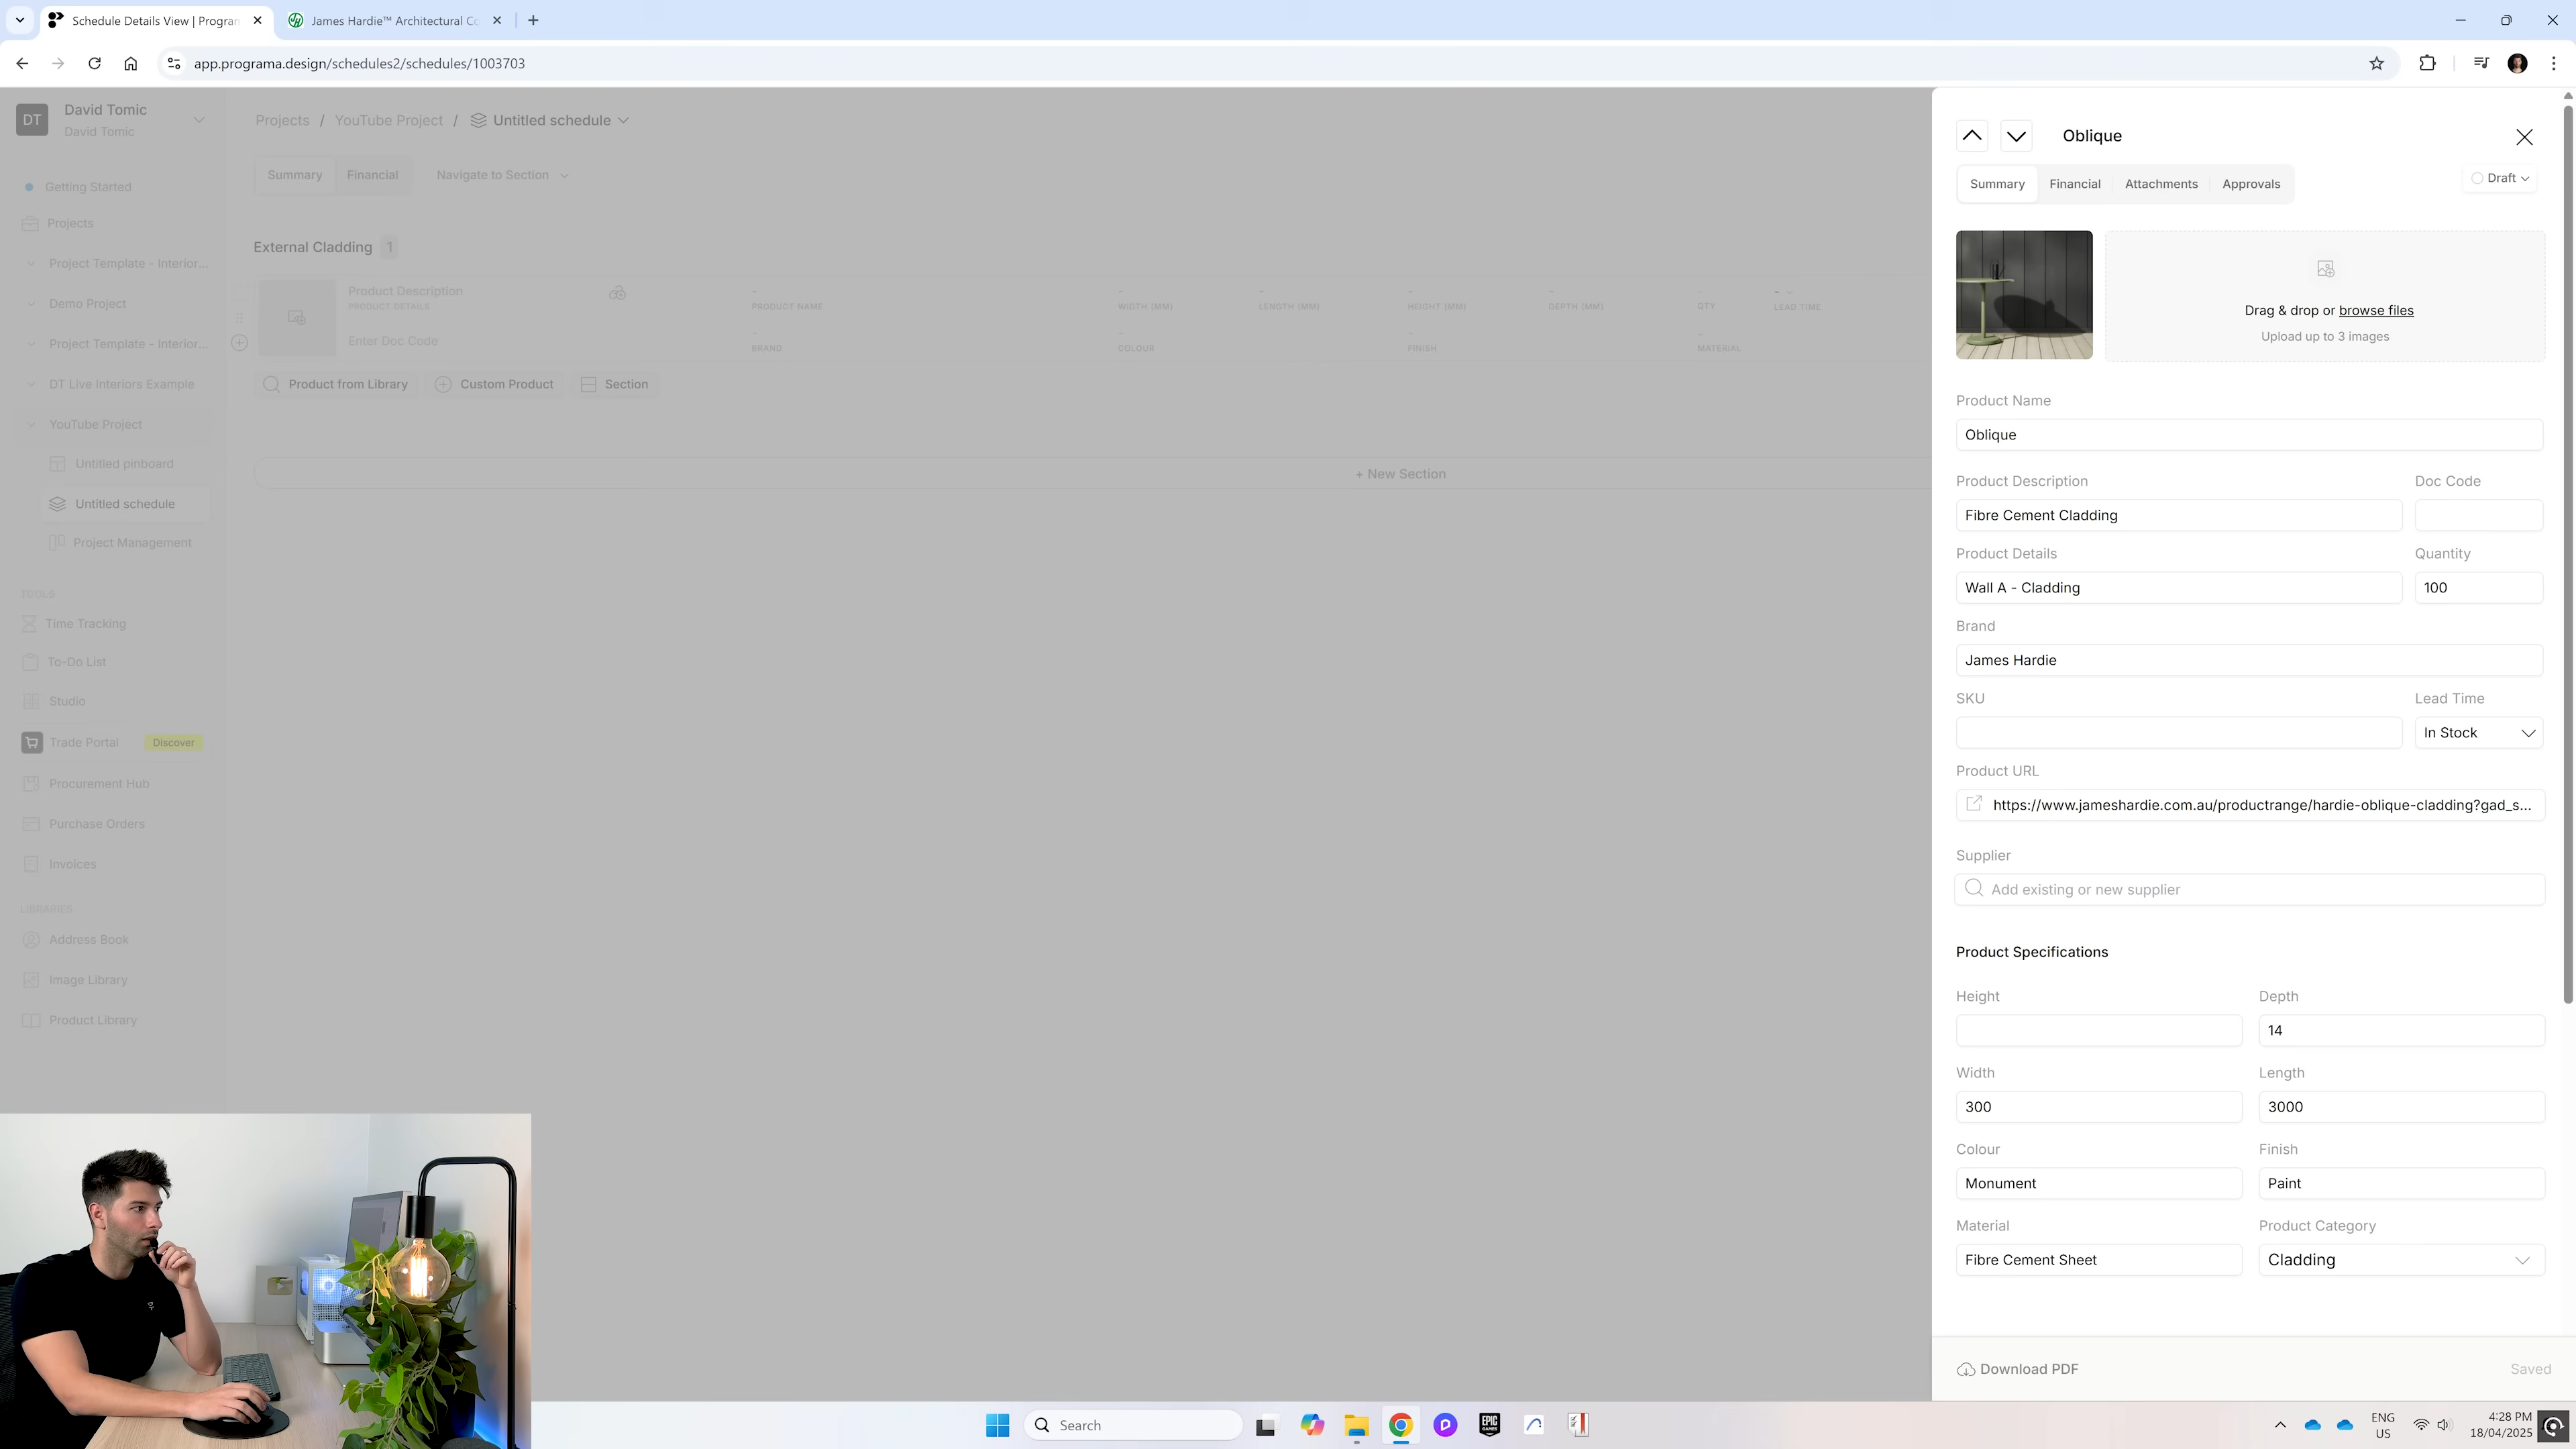 Schedule Details View | Progran
James Hardie™ Architectural Co
app.programa.design/schedules2/schedules/1003703
DT
David Tomic
David Tomic
Getting Started
Projects
Project Template - Interior...
Demo Project
Project Template - Interior...
DT Live Interiors Example
YouTube Project
Untitled pinboard
Untitled schedule
Project Management
TOOLS
Time Tracking
To-Do List
Studio
Trade Portal Discover
Procurement Hub
Purchase Orders
Invoices
LIBRARIES
Address Book
Image Library
Product Library
Projects / YouTube Project / Untitled schedule
Summary Financial Navigate to Section
External Cladding 1
Product Description
PRODUCT DETAILS
Enter Doc Code
- - - - - - - -
PRODUCT NAME WIDTH (MM) LENGTH (MM) HEIGHT (MM) DEPTH (MM) QTY LEAD TIME
- - - -
BRAND COLOUR FINISH MATERIAL
Product from Library Custom Product Section
+ New Section
Oblique
Summary Financial Attachments Approvals Draft
Drag & drop or browse files
Upload up to 3 images
Product Name
Oblique
Product Description Doc Code
Fibre Cement Cladding
Product Details Quantity
Wall A - Cladding 100
Brand
James Hardie
SKU Lead Time
In Stock
Product URL
https://www.jameshardie.com.au/productrange/hardie-oblique-cladding?gad_s...
Supplier
Add existing or new supplier
Product Specifications
Height Depth
14
Width Length
300 3000
Colour Finish
Monument Paint
Material Product Category
Fibre Cement Sheet Cladding
Download PDF Saved
Search
EPIC GAMES
ENG
US
4:28 PM
18/04/2025